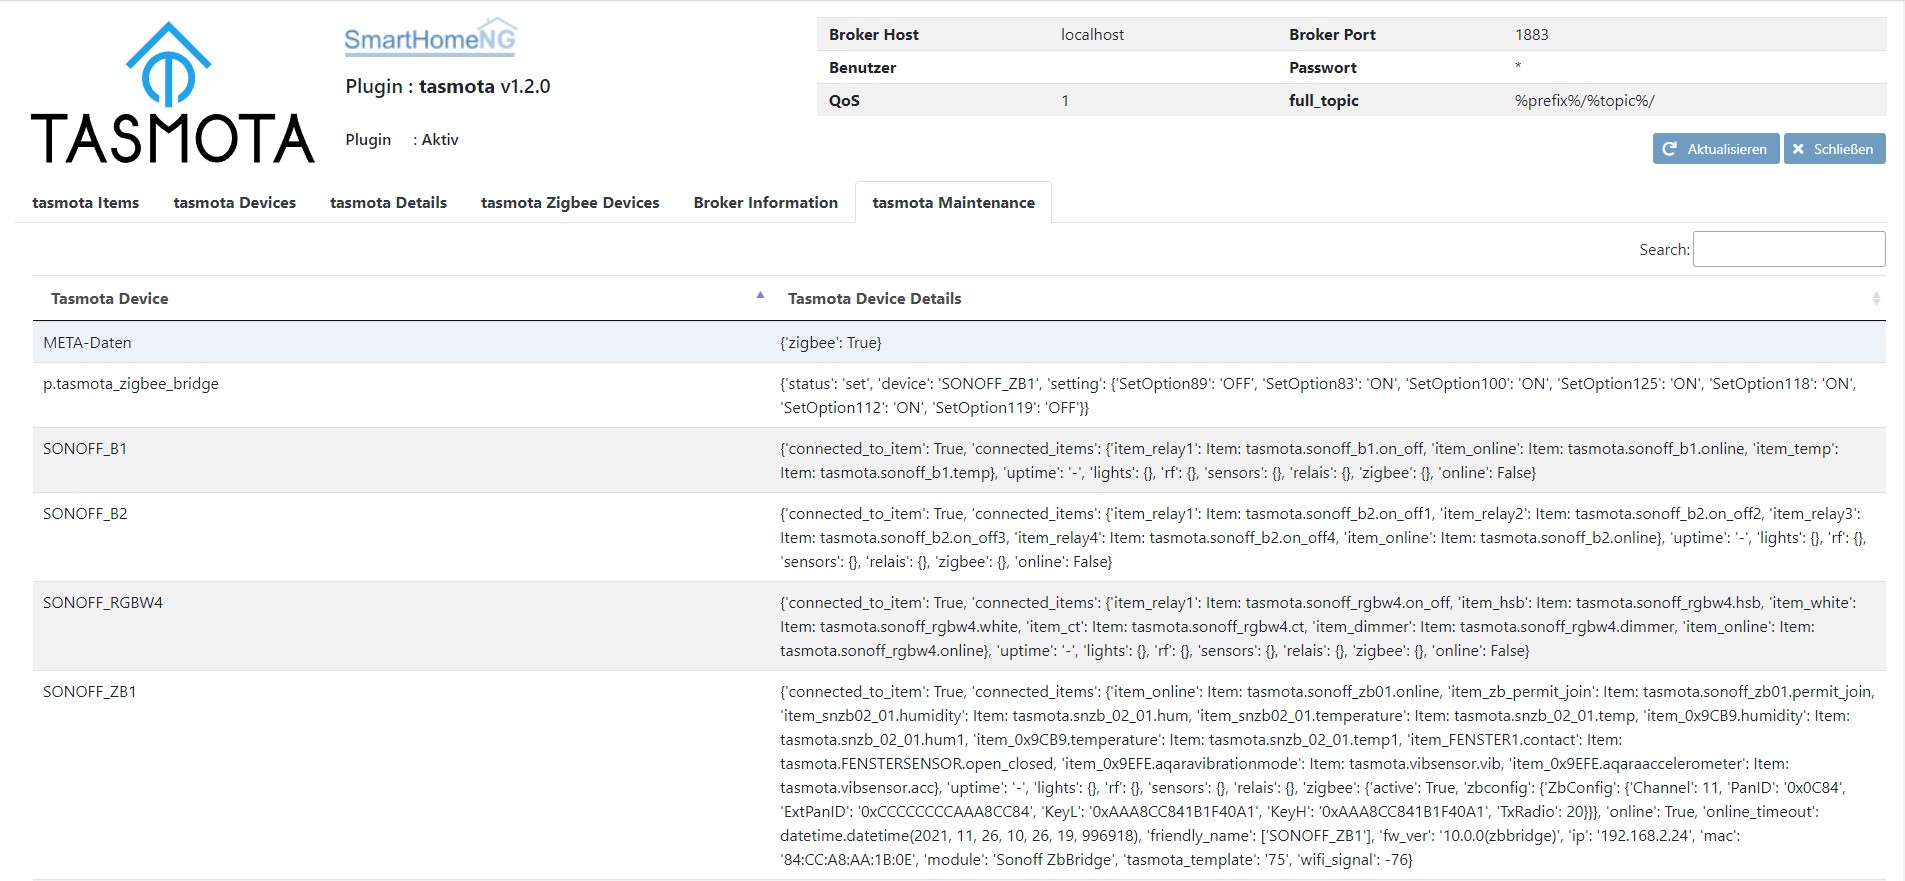 TASMOTA
SmartHomeNG
Plugin : tasmota v1.2.0
Plugin : Aktiv
Broker Host localhost Broker Port 1883
Benutzer Passwort *
QoS 1 full_topic %prefix%/%topic%/
Aktualisieren Schließen
tasmota Items tasmota Devices tasmota Details tasmota Zigbee Devices Broker Information tasmota Maintenance
Search:
Tasmota Device Tasmota Device Details
META-Daten {'zigbee': True}
p.tasmota_zigbee_bridge {'status': 'set', 'device': 'SONOFF_ZB1', 'setting': {'SetOption89': 'OFF', 'SetOption83': 'ON', 'SetOption100': 'ON', 'SetOption125': 'ON', 'SetOption118': 'ON',
'SetOption112': 'ON', 'SetOption119': 'OFF'}}
SONOFF_B1 {'connected_to_item': True, 'connected_items': {'item_relay1': Item: tasmota.sonoff_b1.on_off, 'item_online': Item: tasmota.sonoff_b1.online, 'item_temp':
Item: tasmota.sonoff_b1.temp}, 'uptime': '-', 'lights': {}, 'rf': {}, 'sensors': {}, 'relais': {}, 'zigbee': {}, 'online': False}
SONOFF_B2 {'connected_to_item': True, 'connected_items': {'item_relay1': Item: tasmota.sonoff_b2.on_off1, 'item_relay2': Item: tasmota.sonoff_b2.on_off2, 'item_relay3':
Item: tasmota.sonoff_b2.on_off3, 'item_relay4': Item: tasmota.sonoff_b2.on_off4, 'item_online': Item: tasmota.sonoff_b2.online}, 'uptime': '-', 'lights': {}, 'rf': {},
'sensors': {}, 'relais': {}, 'zigbee': {}, 'online': False}
SONOFF_RGBW4 {'connected_to_item': True, 'connected_items': {'item_relay1': Item: tasmota.sonoff_rgbw4.on_off, 'item_hsb': Item: tasmota.sonoff_rgbw4.hsb, 'item_white':
Item: tasmota.sonoff_rgbw4.white, 'item_ct': Item: tasmota.sonoff_rgbw4.ct, 'item_dimmer': Item: tasmota.sonoff_rgbw4.dimmer, 'item_online': Item:
tasmota.sonoff_rgbw4.online}, 'uptime': '-', 'lights': {}, 'rf': {}, 'sensors': {}, 'relais': {}, 'zigbee': {}, 'online': False}
SONOFF_ZB1 {'connected_to_item': True, 'connected_items': {'item_online': Item: tasmota.sonoff_zb01.online, 'item_zb_permit_join': Item: tasmota.sonoff_zb01.permit_join,
'item_snzb02_01.humidity': Item: tasmota.snzb_02_01.hum, 'item_snzb02_01.temperature': Item: tasmota.snzb_02_01.temp, 'item_0x9CB9.humidity': Item:
tasmota.snzb_02_01.hum1, 'item_0x9CB9.temperature': Item: tasmota.snzb_02_01.temp1, 'item_FENSTER1.contact': Item:
tasmota.FENSTERSENSOR.open_closed, 'item_0x9EFE.aqaravibrationmode': Item: tasmota.vibsensor.vib, 'item_0x9EFE.aqaraaccelerometer': Item:
tasmota.vibsensor.acc}, 'uptime': '-', 'lights': {}, 'rf': {}, 'sensors': {}, 'relais': {}, 'zigbee': {'active': True, 'zbconfig': {'ZbConfig': {'Channel': 11, 'PanID': '0x0C84',
'ExtPanID': '0xCCCCCCCCAAA8CC84', 'KeyL': '0xAAA8CC841B1F40A1', 'KeyH': '0xAAA8CC841B1F40A1', 'TxRadio': 20}}}, 'online': True, 'online_timeout':
datetime.datetime(2021, 11, 26, 10, 26, 19, 996918), 'friendly_name': ['SONOFF_ZB1'], 'fw_ver': '10.0.0(zbbridge)', 'ip': '192.168.2.24', 'mac':
'84:CC:A8:AA:1B:0E', 'module': 'Sonoff ZbBridge', 'tasmota_template': '75', 'wifi_signal': -76}